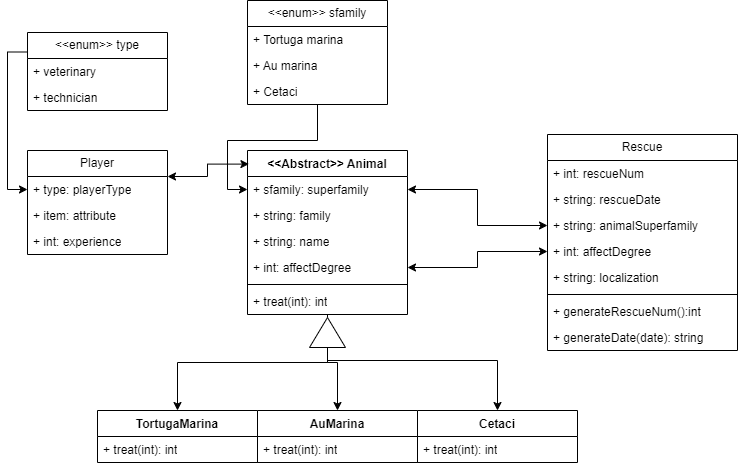 <<enum>> sfamily
+ Tortuga marina
+ Au marina
+ Cetaci
<<enum>> type
+ veterinary
+ technician
Player
+ type: playerType
+ item: attribute
+ int: experience
<<Abstract>> Animal
+ sfamily: superfamily
+ string: family
+ string: name
+ int: affectDegree
+ treat(int): int
Rescue
+ int: rescueNum
+ string: rescueDate
+ string: animalSuperfamily
+ int: affectDegree
+ string: localization
+ generateRescueNum():int
+ generateDate(date): string
TortugaMarina
+ treat(int): int
AuMarina
+ treat(int): int
Cetaci
+ treat(int): int